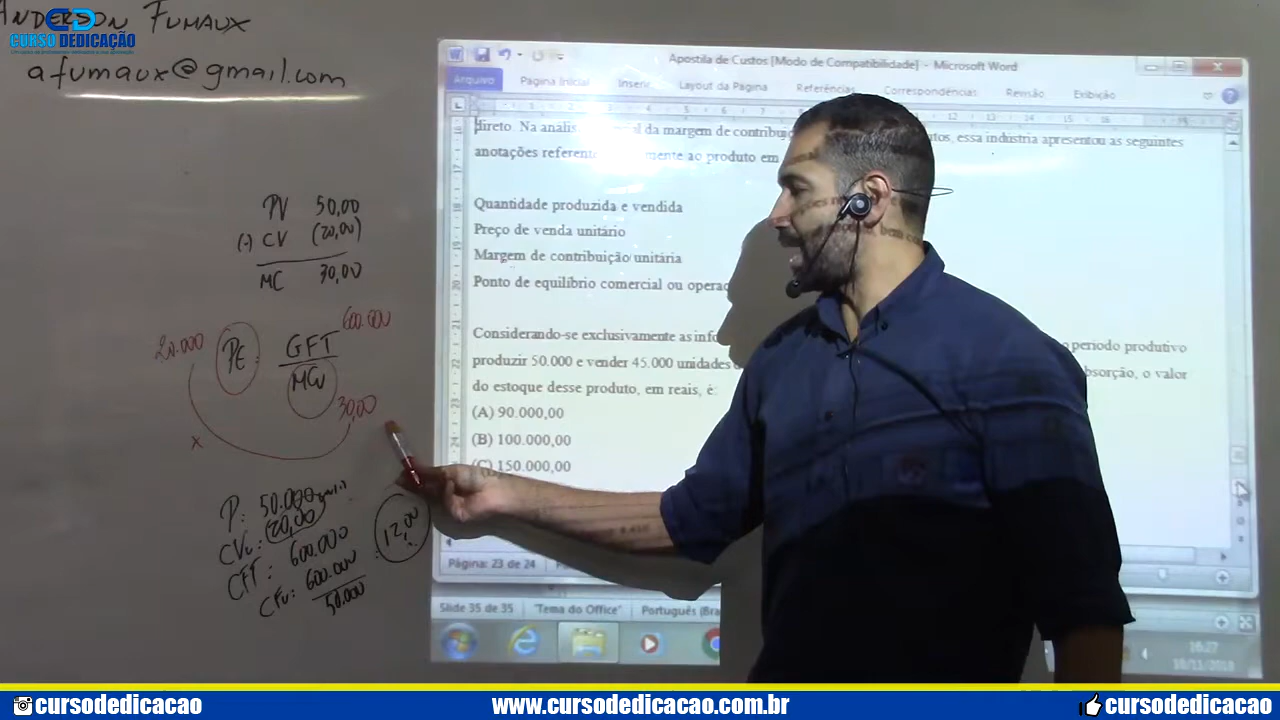 ANDERSON FUMAUX
CD
CURSO DEDICAÇÃO
afumaux@gmail.com
PV 50,00
(-) CV (20,00)
MC 30,00
20.000 PE: GFT 600.000
MCu 30,00
x
P: 50.000
CVu: 20,00
CFT: 600.000
CFu: 600.000
50.000
12,00
Apostila de Custos [Modo de Compatibilidade] - Microsoft Word
Arquivo Página Inicial Inserir Layout da Página Referências Correspondências Revisão Exibição
direto. Na análise da margem de essa indústria apresentou as seguintes
anotações ao produto em
Quantidade produzida e vendida
Preço de venda unitário
Margem de contribuição unitária
Ponto de equilíbrio comercial ou
Considerando-se exclusivamente as período produtivo
produzir 50.000 e vender 45.000 unidades absorção, o valor
do estoque desse produto, em reais, é:
(A) 90.000,00
(B) 100.000,00
(C) 150.000,00
Página: 23 de 24
Slide 35 de 35 "Tema do Office" Português
16:27
10/11/2018
cursodedicacao www.cursodedicacao.com.br cursodedicacao